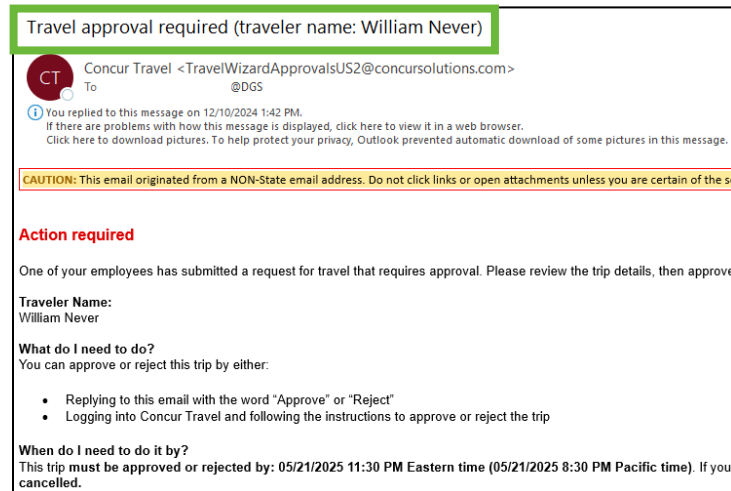 Travel approval required (traveler name: William Never)
CT
Concur Travel <TravelWizardApprovalsUS2@concursolutions.com>
To @DGS
You replied to this message on 12/10/2024 1:42 PM.
If there are problems with how this message is displayed, click here to view it in a web browser.
Click here to download pictures. To help protect your privacy, Outlook prevented automatic download of some pictures in this message.
CAUTION: This email originated from a NON-State email address. Do not click links or open attachments unless you are certain of the
Action required
One of your employees has submitted a request for travel that requires approval. Please review the trip details, then approve
Traveler Name:
William Never
What do I need to do?
You can approve or reject this trip by either:
• Replying to this email with the word “Approve” or “Reject”
• Logging into Concur Travel and following the instructions to approve or reject the trip
When do I need to do it by?
This trip must be approved or rejected by: 05/21/2025 11:30 PM Eastern time (05/21/2025 8:30 PM Pacific time). If you
cancelled.